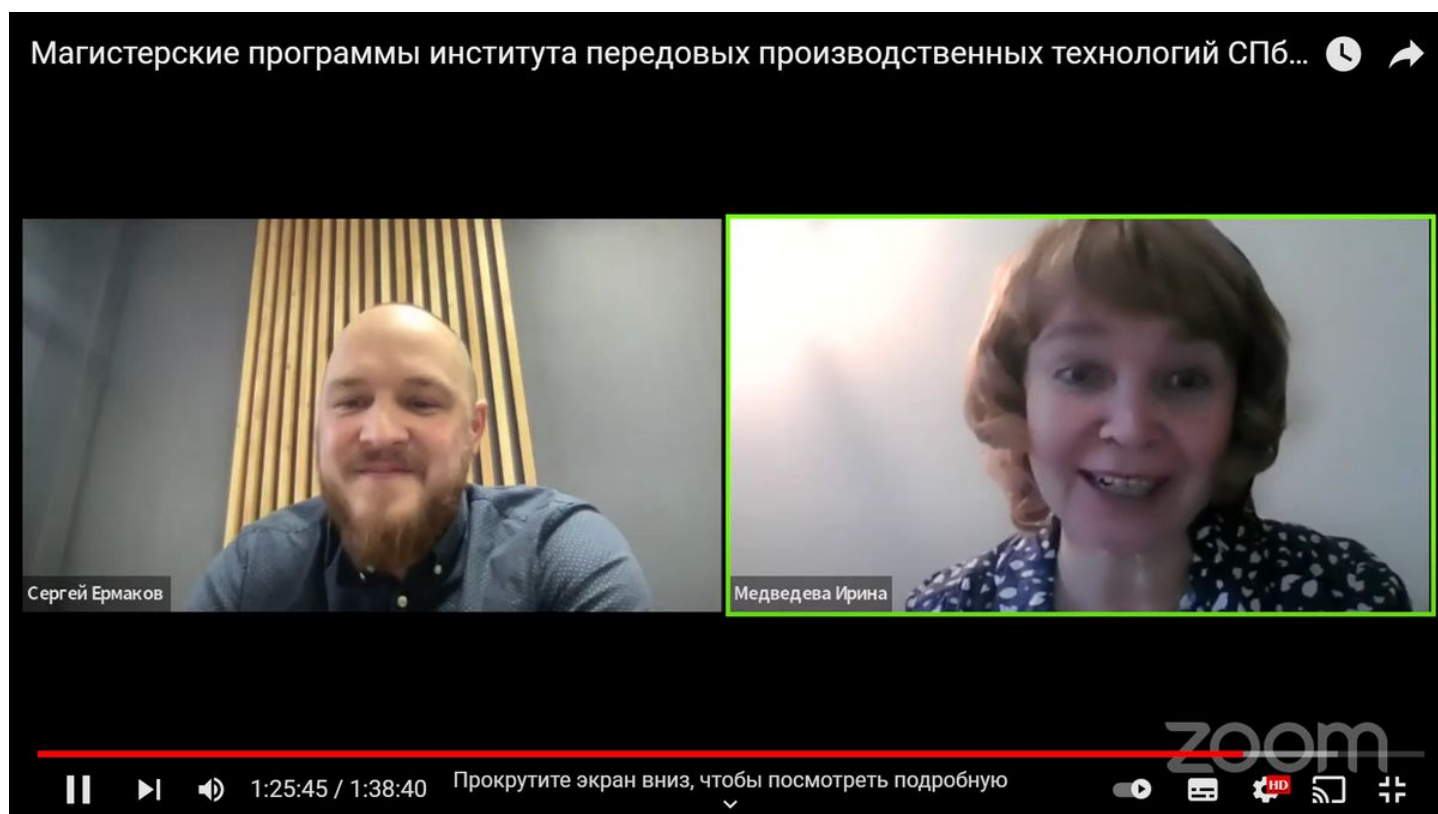 Магистерские программы института передовых производственных технологий СПб...
Сергей Ермаков
Медведева Ирина
zoom
1:25:45 / 1:38:40
Прокрутите экран вниз, чтобы посмотреть подробную
HD